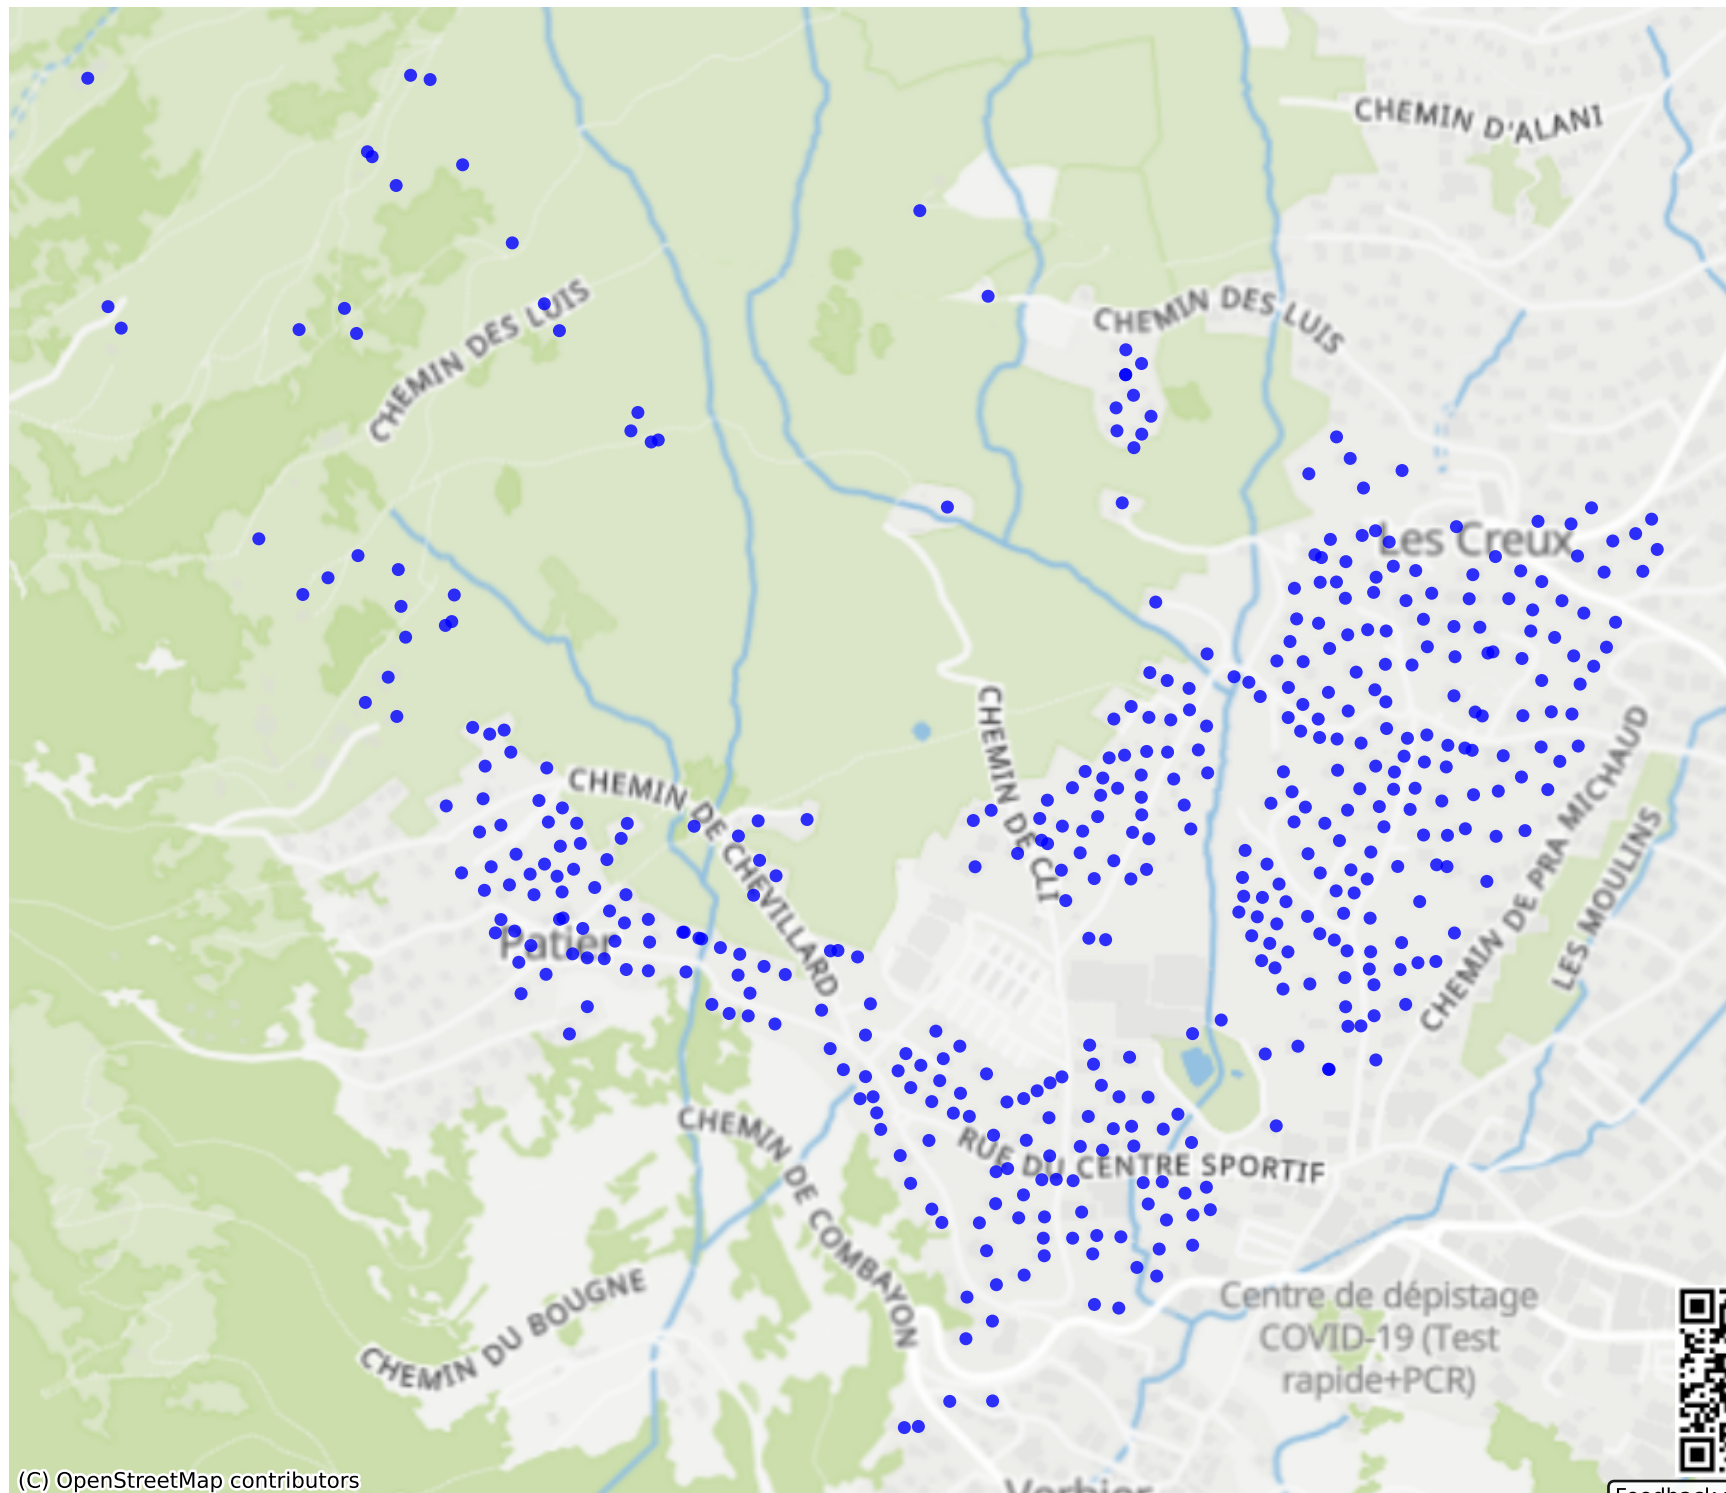 CHEMIN D'ALANI
CHEMIN DES LUIS
CHEMIN DES LUIS
Les Creux
CHEMIN DE CLI
CHEMIN DE PRA MICHAUD
CHEMIN DE CHEVILLARD
LES MOULINS
Patier
CHEMIN DE COMBAYON
RUE DU CENTRE SPORTIF
CHEMIN DU BOUGNE
Centre de dépistage
COVID-19 (Test
rapide+PCR)
(C) OpenStreetMap contributors